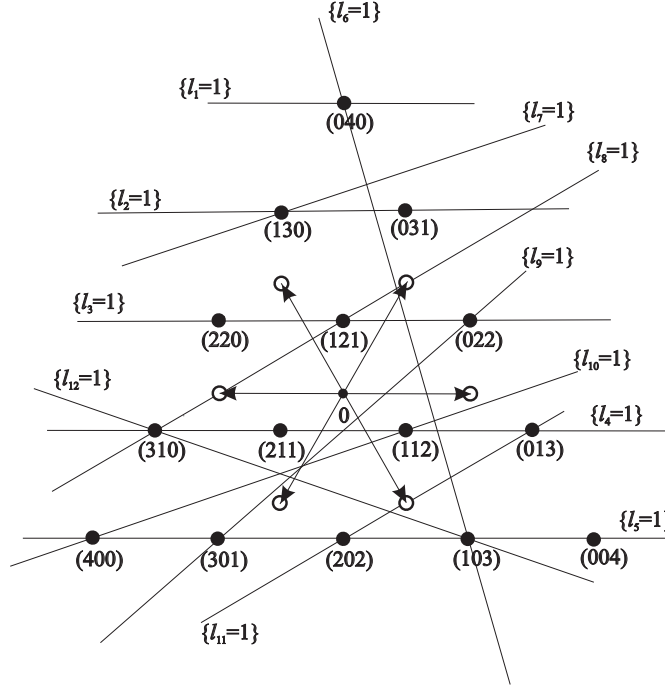 {l₆=1}
{l₁=1}
(040)
{l₇=1}
{l₈=1}
{l₂=1}
(130) (031)
{l₉=1}
{l₃=1}
(220) (121) (022)
{l₁₀=1}
{l₁₂=1}
0
{l₄=1}
(310) (211) (112) (013)
{l₅=1}
(400) (301) (202) (103) (004)
{l₁₁=1}